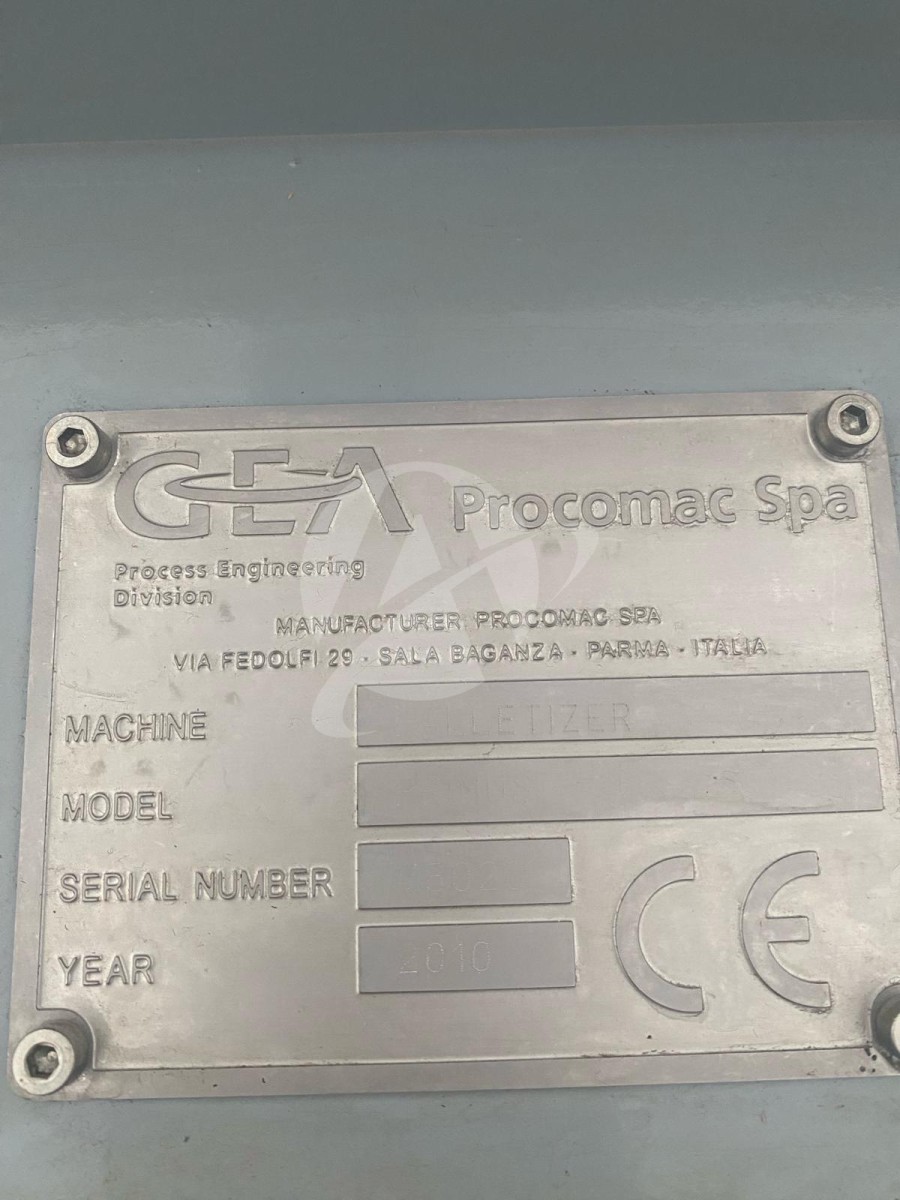 GEA Procomac Spa
Process Engineering
Division
MANUFACTURER: PROCOMAC SPA
VIA FEDOLFI 29 - SALA BAGANZA - PARMA - ITALIA
MACHINE
MODEL
SERIAL NUMBER
YEAR 2010
CE